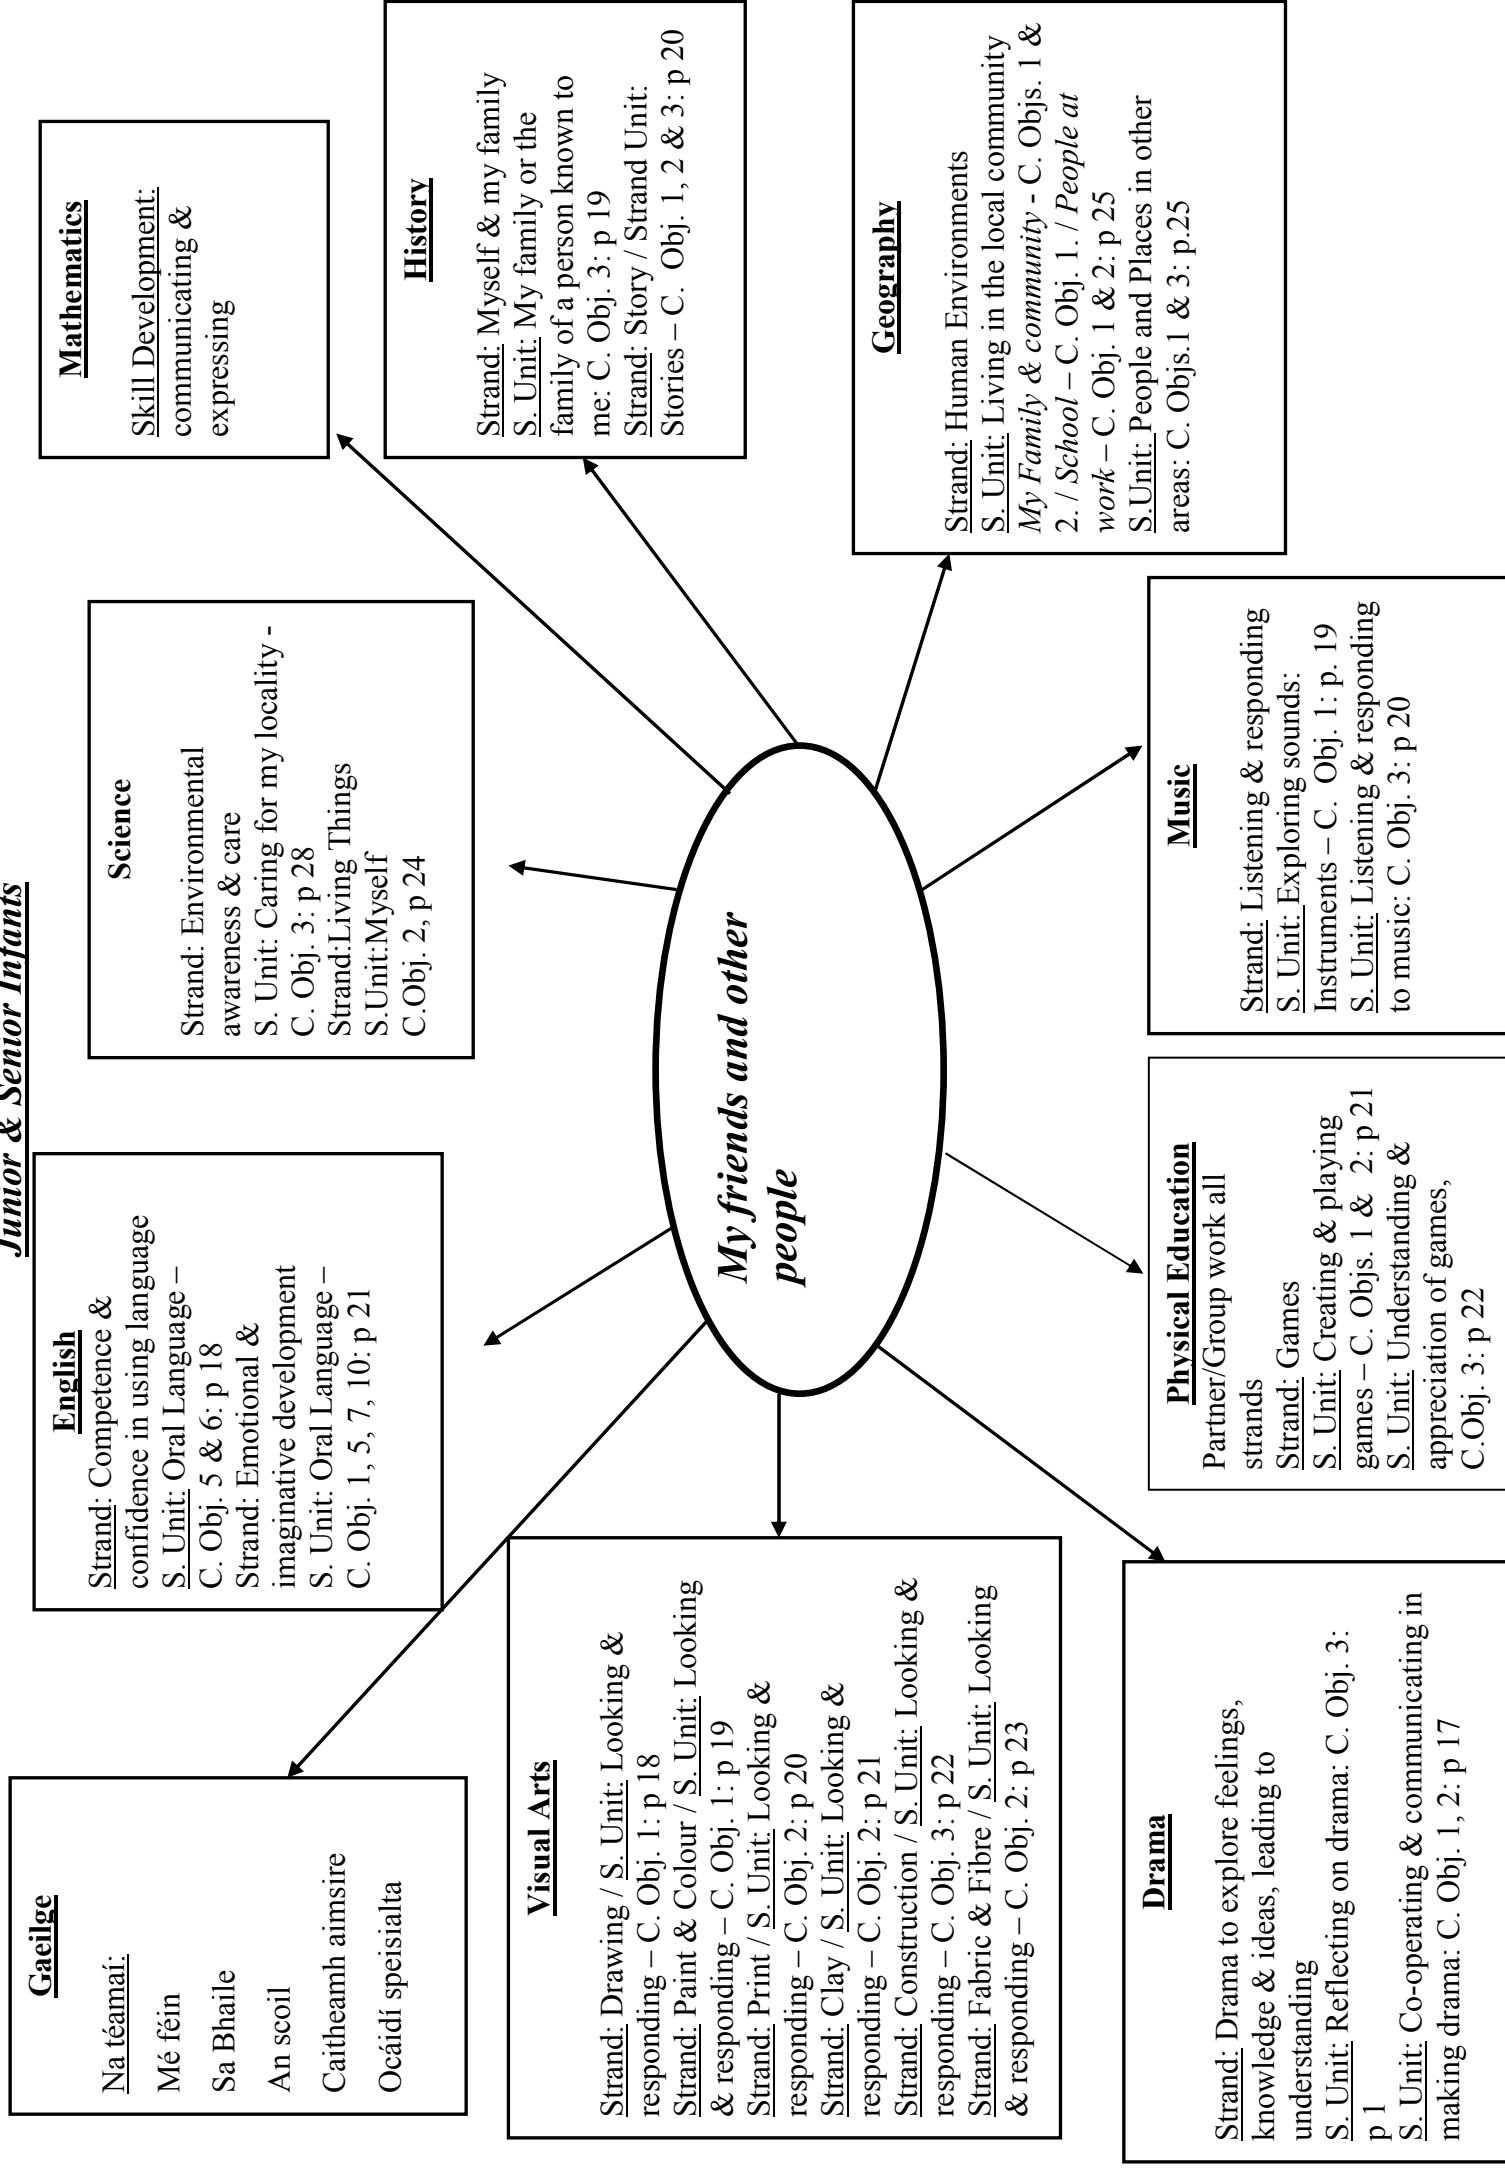 Junior & Senior Infants
Gaeilge
Na téamaí:
Mé féin
Sa Bhaile
An scoil
Caitheamh aimsire
Ocáidí speisialta
English
Strand: Competence &
confidence in using language
S. Unit: Oral Language –
C. Obj. 5 & 6: p 18
Strand: Emotional &
imaginative development
S. Unit: Oral Language –
C. Obj. 1, 5, 7, 10: p 21
Science
Strand: Environmental
awareness & care
S. Unit: Caring for my locality -
C. Obj. 3: p 28
Strand:Living Things
S.Unit:Myself
C.Obj. 2, p 24
Mathematics
Skill Development:
communicating &
expressing
History
Strand: Myself & my family
S. Unit: My family or the
family of a person known to
me: C. Obj. 3: p 19
Strand: Story / Strand Unit:
Stories – C. Obj. 1, 2 & 3: p 20
Visual Arts
Strand: Drawing / S. Unit: Looking &
responding – C. Obj. 1: p 18
Strand: Paint & Colour / S. Unit: Looking
& responding – C. Obj. 1: p 19
Strand: Print / S. Unit: Looking &
responding – C. Obj. 2: p 20
Strand: Clay / S. Unit: Looking &
responding – C. Obj. 2: p 21
Strand: Construction / S. Unit: Looking &
responding – C. Obj. 3: p 22
Strand: Fabric & Fibre / S. Unit: Looking
& responding – C. Obj. 2: p 23
My friends and other
people
Geography
Strand: Human Environments
S. Unit: Living in the local community
My Family & community - C. Objs. 1 &
2. / School – C. Obj. 1. / People at
work – C. Obj. 1 & 2: p 25
S.Unit: People and Places in other
areas: C. Objs.1 & 3: p.25
Drama
Strand: Drama to explore feelings,
knowledge & ideas, leading to
understanding
S. Unit: Reflecting on drama: C. Obj. 3:
p 1
S. Unit: Co-operating & communicating in
making drama: C. Obj. 1, 2: p 17
Physical Education
Partner/Group work all
strands
Strand: Games
S. Unit: Creating & playing
games – C. Objs. 1 & 2: p 21
S. Unit: Understanding &
appreciation of games,
C.Obj. 3: p 22
Music
Strand: Listening & responding
S. Unit: Exploring sounds:
Instruments – C. Obj. 1: p. 19
S. Unit: Listening & responding
to music: C. Obj. 3: p 20